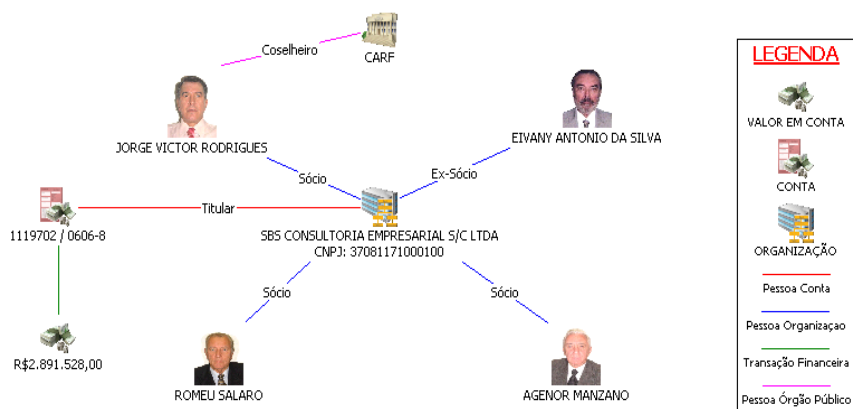 Coselheiro
CARF
JORGE VICTOR RODRIGUES
EIVANY ANTONIO DA SILVA
Sócio
Ex-Sócio
Titular
1119702 / 0606-8
SBS CONSULTORIA EMPRESARIAL S/C LTDA
CNPJ: 37081171000100
Sócio
Sócio
R$2.891.528,00
ROMEU SALARO
AGENOR MANZANO
LEGENDA
VALOR EM CONTA
CONTA
ORGANIZAÇÃO
Pessoa Conta
Pessoa Organizaçao
Transação Financeira
Pessoa Órgão Público